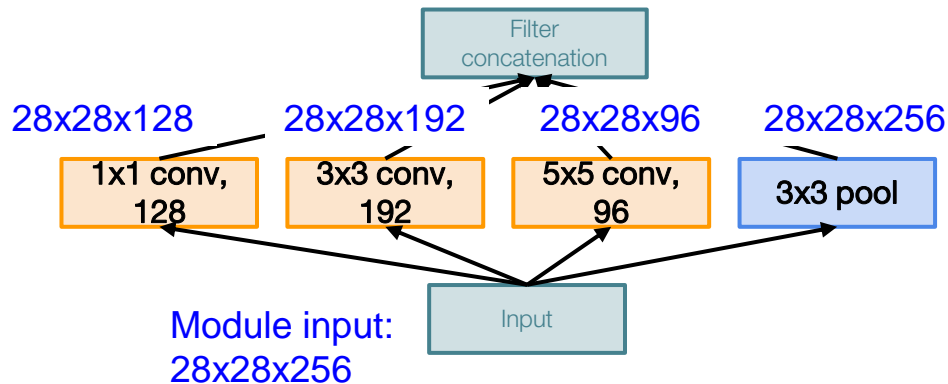 Filter
concatenation
28x28x128
28x28x192
28x28x96
28x28x256
1x1 conv,
128
3x3 conv,
192
5x5 conv,
96
3x3 pool
Input
Module input:
28x28x256